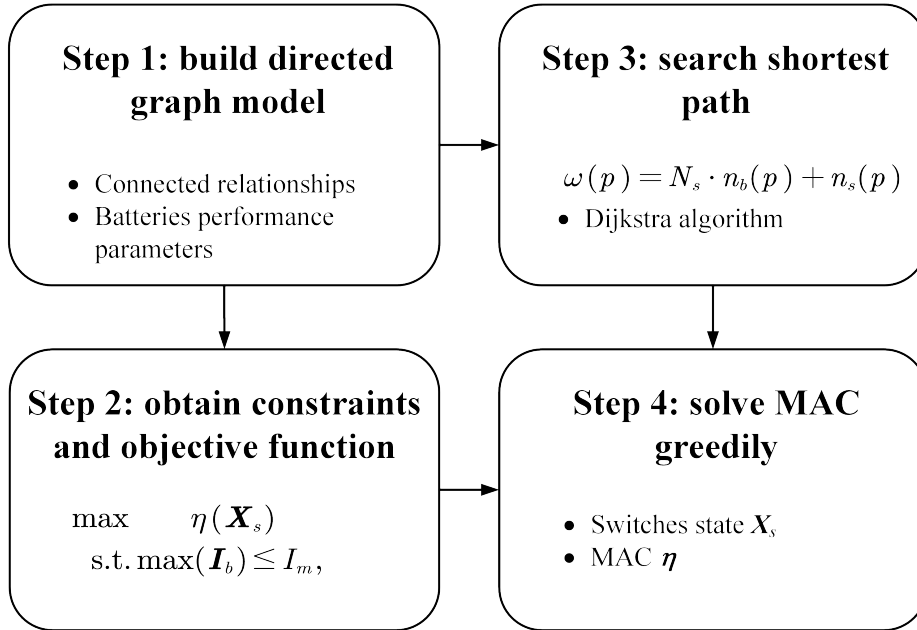 Step 1: build directed
graph model
• Connected relationships
• Batteries performance
parameters
Step 2: obtain constraints
and objective function
max η(X_s)
s.t. max(I_b) ≤ I_m,
Step 3: search shortest
path
ω(p) = N_s · n_b(p) + n_s(p)
• Dijkstra algorithm
Step 4: solve MAC
greedily
• Switches state X_s
• MAC η